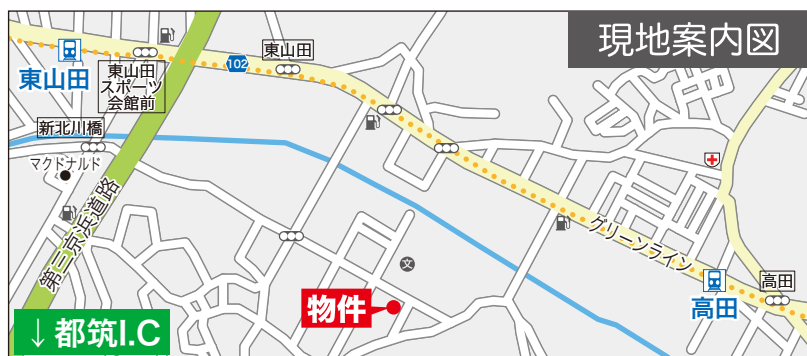 現地案内図
東山田
東山田
スポーツ
会館前
102
東山田
新北川橋
マクドナルド
第三京浜道路
文
グリーンライン
高田
高田
物件
↓都筑I.C